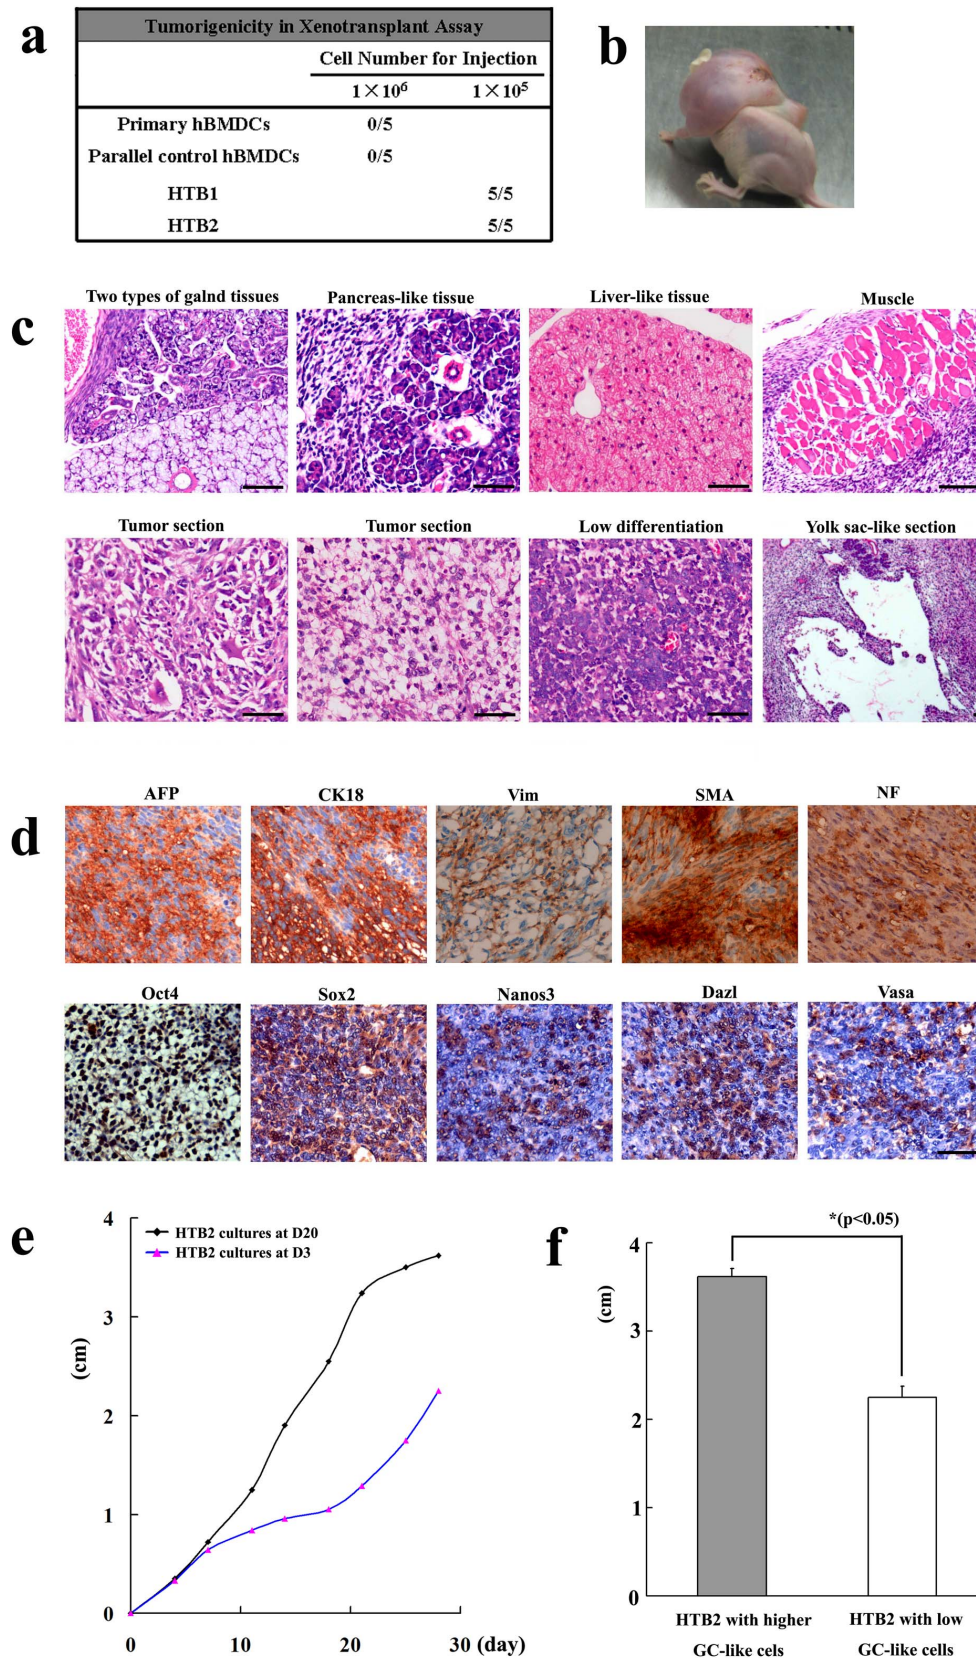 a
Tumorigenicity in Xenotransplant Assay
Cell Number for Injection
1×10⁶ 1×10⁵
Primary hBMDCs 0/5
Parallel control hBMDCs 0/5
HTB1 5/5
HTB2 5/5
b
c
Two types of galnd tissues Pancreas-like tissue Liver-like tissue Muscle
Tumor section Tumor section Low differentiation Yolk sac-like section
d
AFP CK18 Vim SMA NF
Oct4 Sox2 Nanos3 Dazl Vasa
e
HTB2 cultures at D20
HTB2 cultures at D3
(cm)
4
3
2
1
0
0 10 20 30 (day)
f
*(p<0.05)
(cm)
4
3
2
1
0
HTB2 with higher
GC-like cels
HTB2 with low
GC-like cells